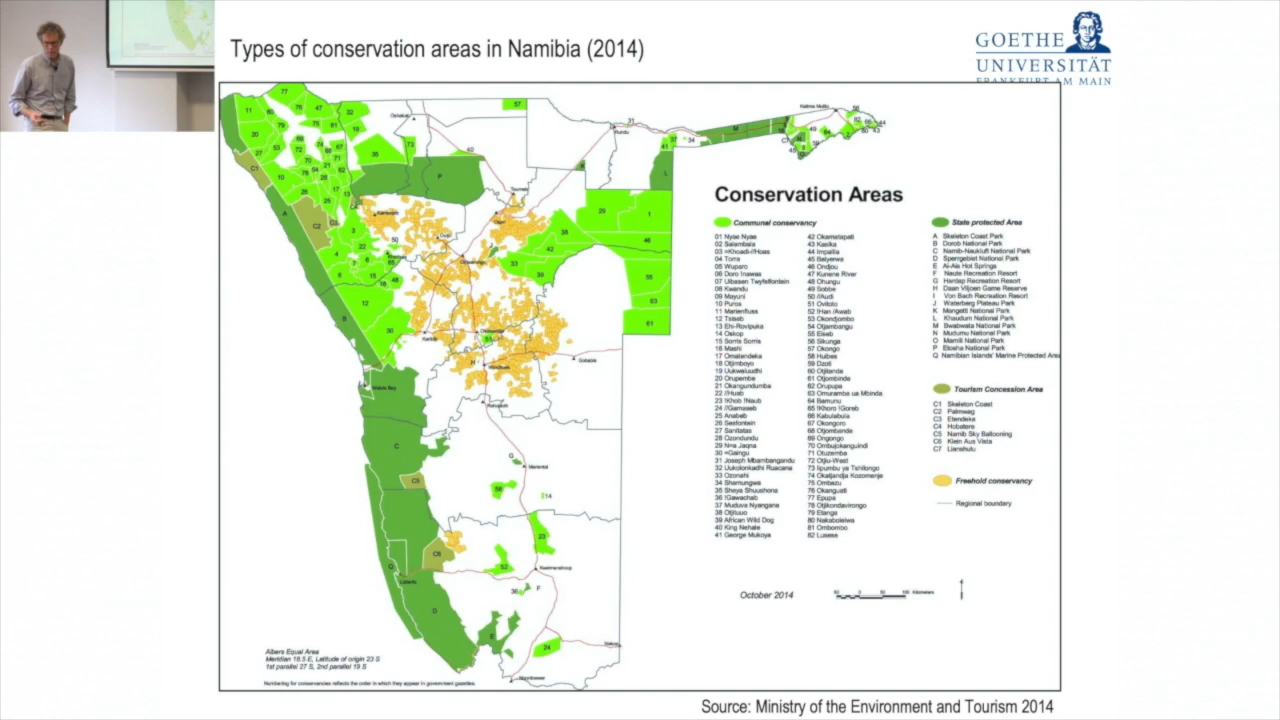 Types of conservation areas in Namibia (2014)
GOETHE
UNIVERSITÄT
FRANKFURT AM MAIN
Conservation Areas
Communal conservancy
01 Nyae Nyae
02 Salambala
03 ≠Khoadi-//Hoas
04 Torra
05 Wuparo
06 Doro !nawas
07 Uibasen Twyfelfontein
08 Kwandu
09 Mayuni
10 Puros
11 Marienfluss
12 Tsiseb
13 Ehi-Rovipuka
14 Oskop
15 Sorris Sorris
16 Mashi
17 Omatendeka
18 Otjimboyo
19 Uukwaluudhi
20 Orupembe
21 Okangundumba
22 //Huab
23 !Khob !Naub
24 //Gamaseb
25 Anabeb
26 Sesfontein
27 Sanitatas
28 Ozondundu
29 N≠a Jaqna
30 ≠Gaingu
31 Joseph Mbambangandu
32 Uukolonkadhi Ruacana
33 Ozonahi
34 Shamungwa
35 Sheya Shuushona
36 !Gawachab
37 Muduva Nyangana
38 Otjituuo
39 African Wild Dog
40 King Nehale
41 George Mukoya
42 Okamatapati
43 Kasika
44 Impalila
45 Balyerwa
46 Ondjou
47 Kunene River
48 Ohungu
49 Sobbe
50 //Audi
51 Ovitoto
52 !Han /Awab
53 Okondjombo
54 Otjambangu
55 Eiseb
56 Sikunga
57 Okongo
58 Huibes
59 Dzoti
60 Otjitanda
61 Otjombinde
62 Orupupa
63 Omuramba ua Mbinda
64 Bamunu
65 !Khoro !Goreb
66 Kabulabula
67 Okongoro
68 Otjombande
69 Ongongo
70 Ombujokanguindi
71 Otuzemba
72 Otjiu-West
73 Iipumbu ya Tshilongo
74 Okatjandja Kozomenje
75 Ombazu
76 Okanguati
77 Epupa
78 Otjikondavirongo
79 Etanga
80 Nakabolelwa
81 Ombombo
82 Lusese
State protected Area
A Skeleton Coast Park
B Dorob National Park
C Namib-Naukluft National Park
D Sperrgebiet National Park
E Ai-Ais Hot Springs
F Naute Recreation Resort
G Hardap Recreation Resort
H Daan Viljoen Game Reserve
I Von Bach Recreation Resort
J Waterberg Plateau Park
K Mangetti National Park
L Khaudum National Park
M Bwabwata National Park
N Mudumu National Park
O Mamili National Park
P Etosha National Park
Q Namibian Islands' Marine Protected Area
Tourism Concession Area
C1 Skeleton Coast
C2 Palmwag
C3 Etendeka
C4 Hobatere
C5 Namib Sky Ballooning
C6 Klein Aus Vista
C7 Lianshulu
Freehold conservancy
Regional boundary
October 2014
Kilometers
Albers Equal Area
Meridian 18.5 E, Latitude of origin 23 S
1st parallel 27 S, 2nd parallel 19 S
Numbering for conservancies reflects the order in which they appear in government gazettes.
Source: Ministry of the Environment and Tourism 2014